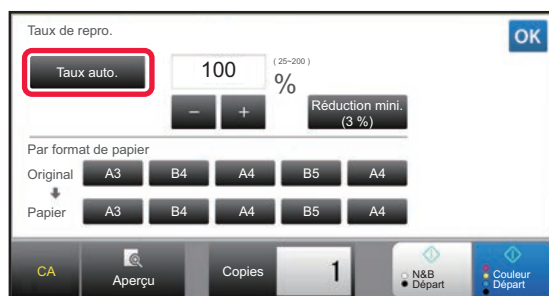 Taux de repro.
OK
Taux auto.
100
( 25~200 )
%
–
+
Réduction mini.
(3 %)
Par format de papier
Original
A3
B4
A4
B5
A4
Papier
A3
B4
A4
B5
A4
CA
Aperçu
Copies
1
N&B
Départ
Couleur
Départ